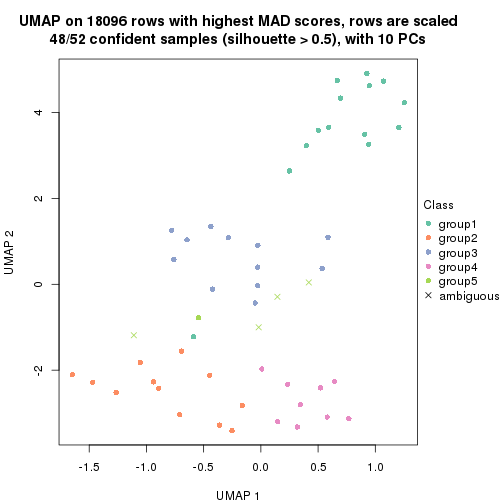 UMAP on 18096 rows with highest MAD scores, rows are scaled
48/52 confident samples (silhouette > 0.5), with 10 PCs
4
2
0
-2
UMAP 2
-1.5
-1.0
-0.5
0.0
0.5
1.0
UMAP 1
Class
group1
group2
group3
group4
group5
ambiguous